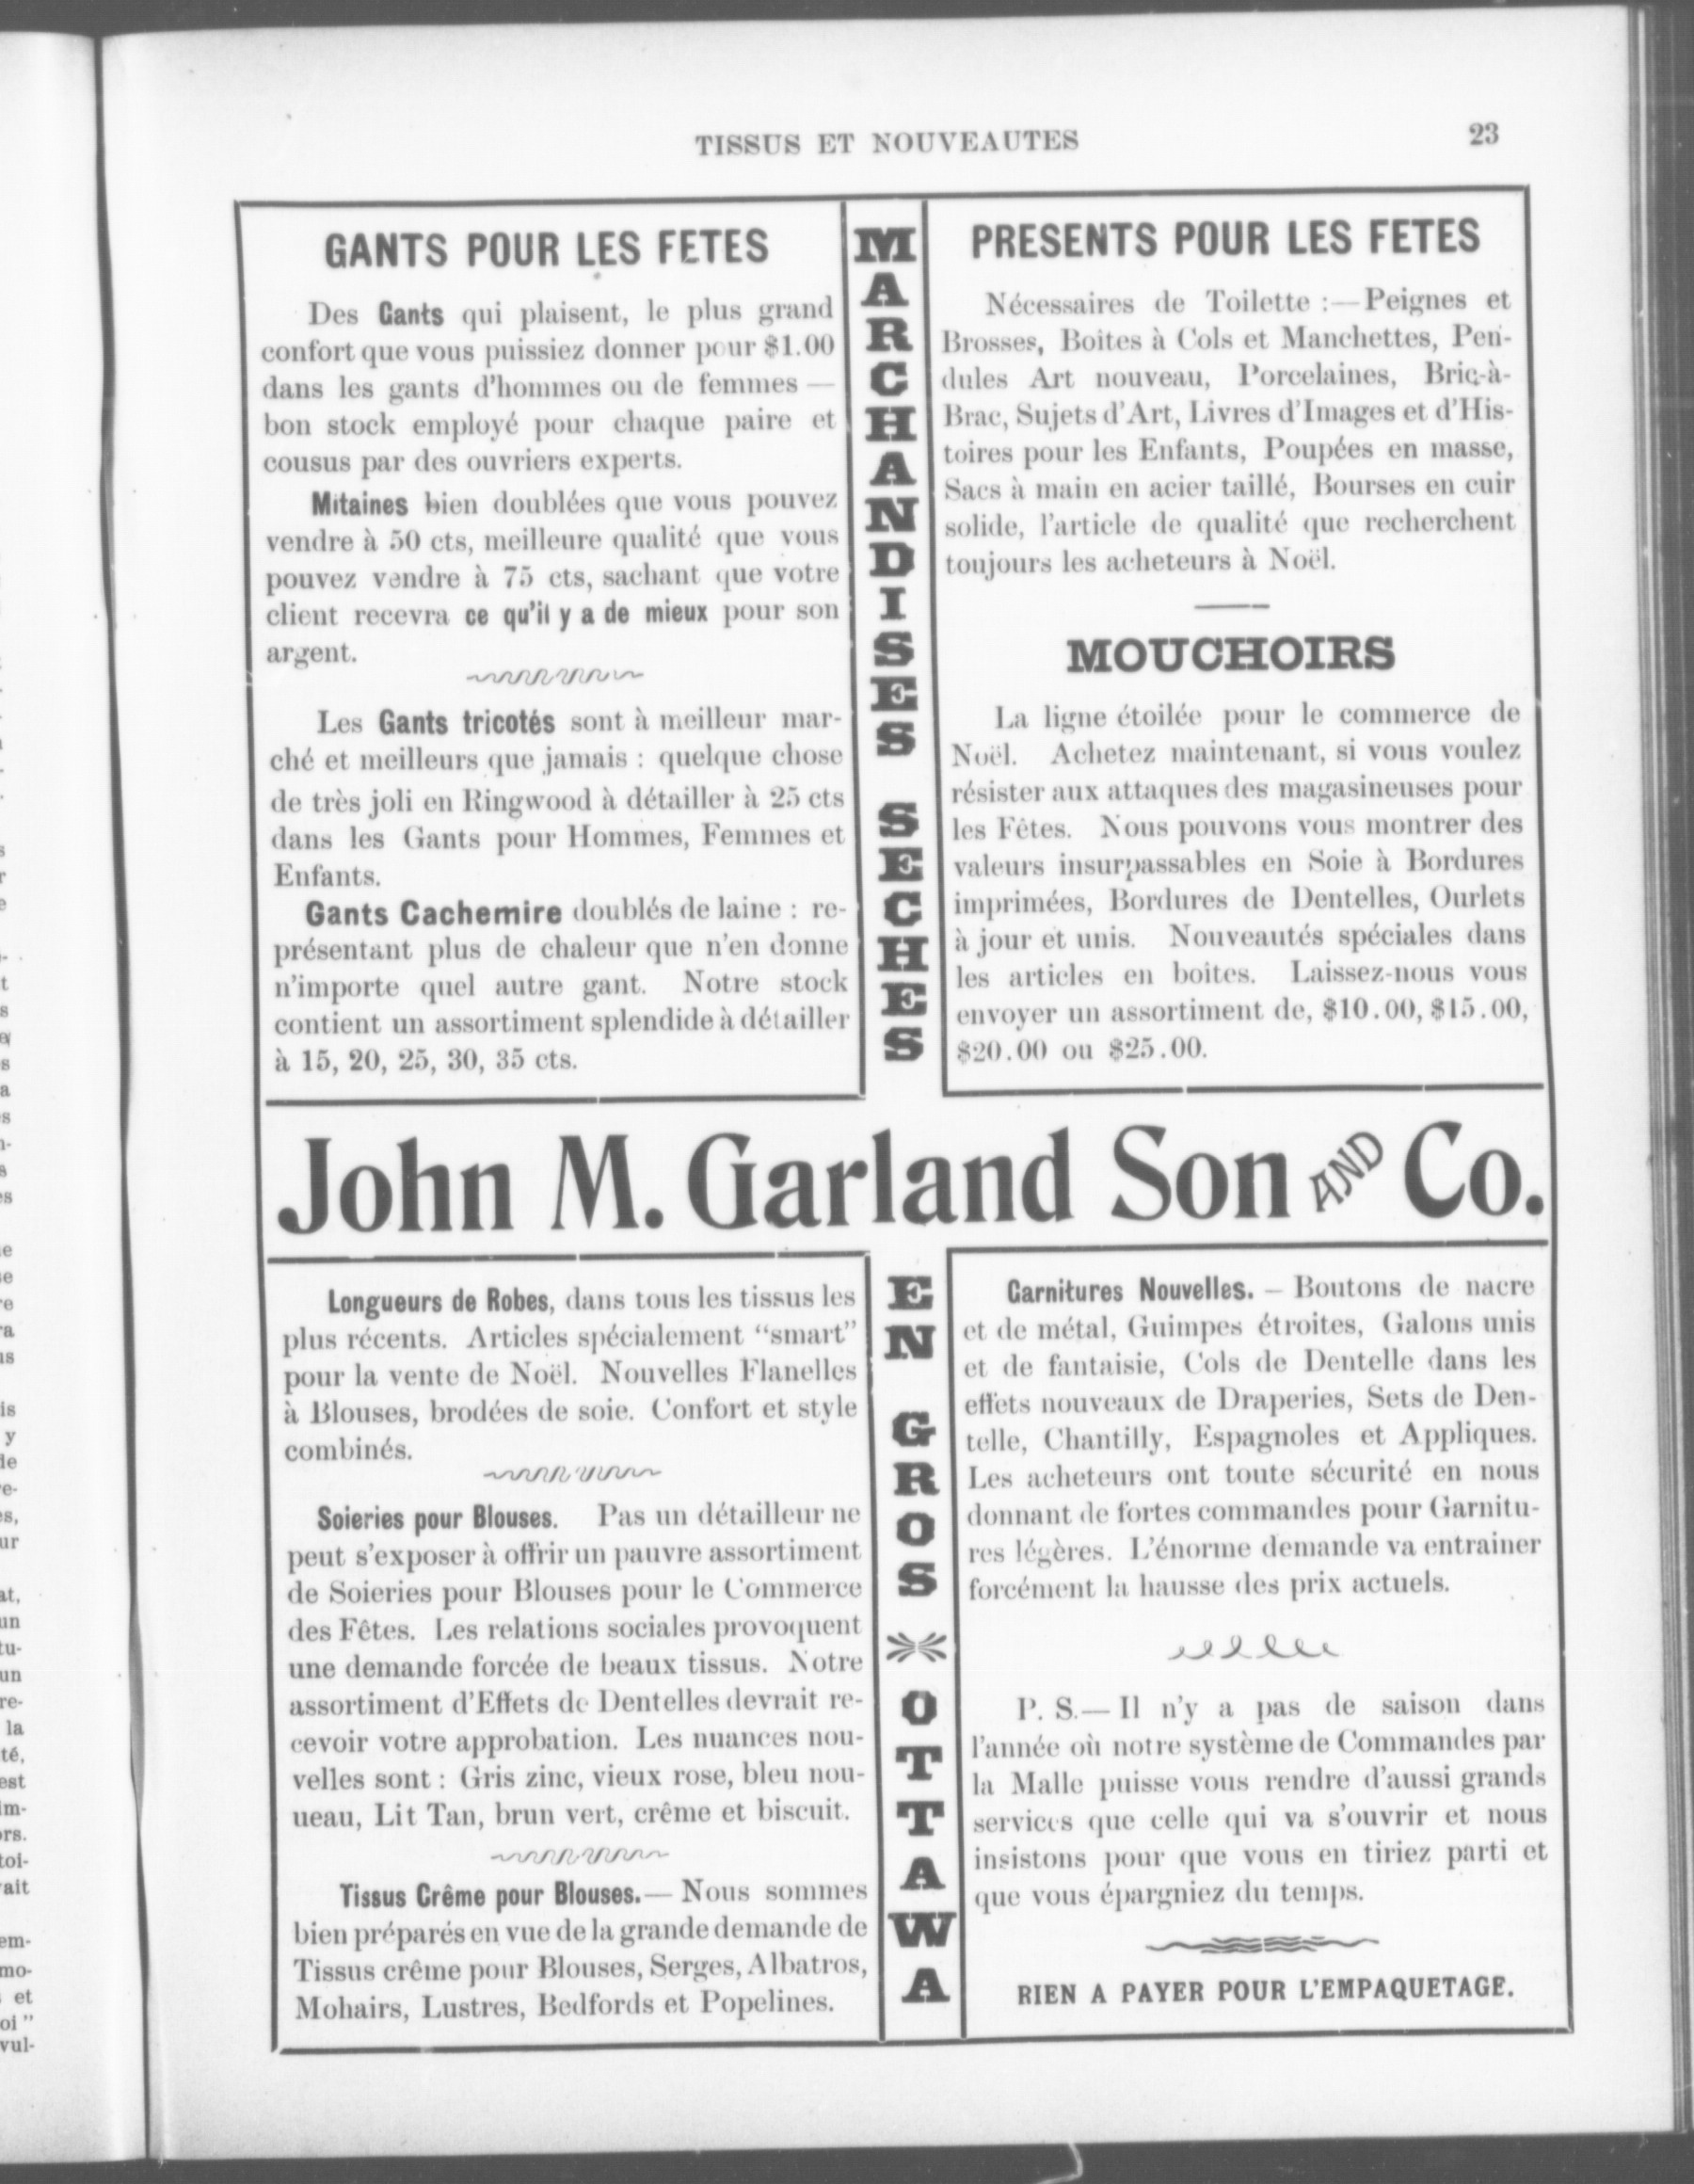 TISSUS ET NOUVEAUTES
23
GANTS POUR LES FETES
Des Gants qui plaisent, le plus grand
confort que vous puissiez donner pour $1.00
dans les gants d'hommes ou de femmes —
bon stock employé pour chaque paire et
cousus par des ouvriers experts.
Mitaines bien doublées que vous pouvez
vendre à 50 cts, meilleure qualité que vous
pouvez vendre à 75 cts, sachant que votre
client recevra ce qu'il y a de mieux pour son
argent.
Les Gants tricotés sont à meilleur mar-
ché et meilleurs que jamais : quelque chose
de très joli en Ringwood à détailler à 25 cts
dans les Gants pour Hommes, Femmes et
Enfants.
Gants Cachemire doublés de laine : re-
présentant plus de chaleur que n'en donne
n'importe quel autre gant. Notre stock
contient un assortiment splendide à détailler
à 15, 20, 25, 30, 35 cts.
MARCHANDISES SECHES
PRESENTS POUR LES FETES
Nécessaires de Toilette :—Peignes et
Brosses, Boites à Cols et Manchettes, Pen-
dules Art nouveau, Porcelaines, Bric-à-
Brac, Sujets d'Art, Livres d'Images et d'His-
toires pour les Enfants, Poupées en masse,
Sacs à main en acier taillé, Bourses en cuir
solide, l'article de qualité que recherchent
toujours les acheteurs à Noël.
MOUCHOIRS
La ligne étoilée pour le commerce de
Noël. Achetez maintenant, si vous voulez
résister aux attaques des magasineuses pour
les Fêtes. Nous pouvons vous montrer des
valeurs insurpassables en Soie à Bordures
imprimées, Bordures de Dentelles, Ourlets
à jour et unis. Nouveautés spéciales dans
les articles en boites. Laissez-nous vous
envoyer un assortiment de, $10.00, $15.00,
$20.00 ou $25.00.
John M. Garland Son AND Co.
Longueurs de Robes, dans tous les tissus les
plus récents. Articles spécialement "smart"
pour la vente de Noël. Nouvelles Flanelles
à Blouses, brodées de soie. Confort et style
combinés.
Soieries pour Blouses. Pas un détailleur ne
peut s'exposer à offrir un pauvre assortiment
de Soieries pour Blouses pour le Commerce
des Fêtes. Les relations sociales provoquent
une demande forcée de beaux tissus. Notre
assortiment d'Effets de Dentelles devrait re-
cevoir votre approbation. Les nuances nou-
velles sont : Gris zinc, vieux rose, bleu nou-
ueau, Lit Tan, brun vert, crême et biscuit.
Tissus Crême pour Blouses.— Nous sommes
bien préparés en vue de la grande demande de
Tissus crême pour Blouses, Serges, Albatros,
Mohairs, Lustres, Bedfords et Popelines.
EN GROS OTTAWA
Garnitures Nouvelles. — Boutons de nacre
et de métal, Guimpes étroites, Galons unis
et de fantaisie, Cols de Dentelle dans les
effets nouveaux de Draperies, Sets de Den-
telle, Chantilly, Espagnoles et Appliques.
Les acheteurs ont toute sécurité en nous
donnant de fortes commandes pour Garnitu-
res légères. L'énorme demande va entrainer
forcément la hausse des prix actuels.
P. S.— Il n'y a pas de saison dans
l'année où notre système de Commandes par
la Malle puisse vous rendre d'aussi grands
services que celle qui va s'ouvrir et nous
insistons pour que vous en tiriez parti et
que vous épargniez du temps.
RIEN A PAYER POUR L'EMPAQUETAGE.